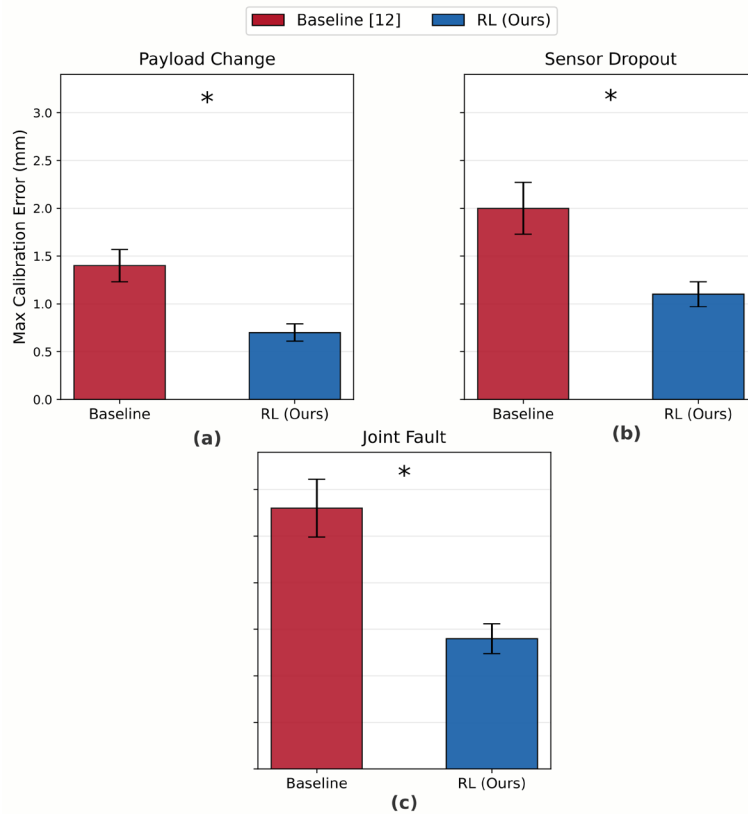 Baseline [12] RL (Ours)
Payload Change
Sensor Dropout
*
*
Max Calibration Error (mm)
3.0
2.5
2.0
1.5
1.0
0.5
0.0
Baseline RL (Ours)
Baseline RL (Ours)
(a)
(b)
Joint Fault
*
Baseline RL (Ours)
(c)